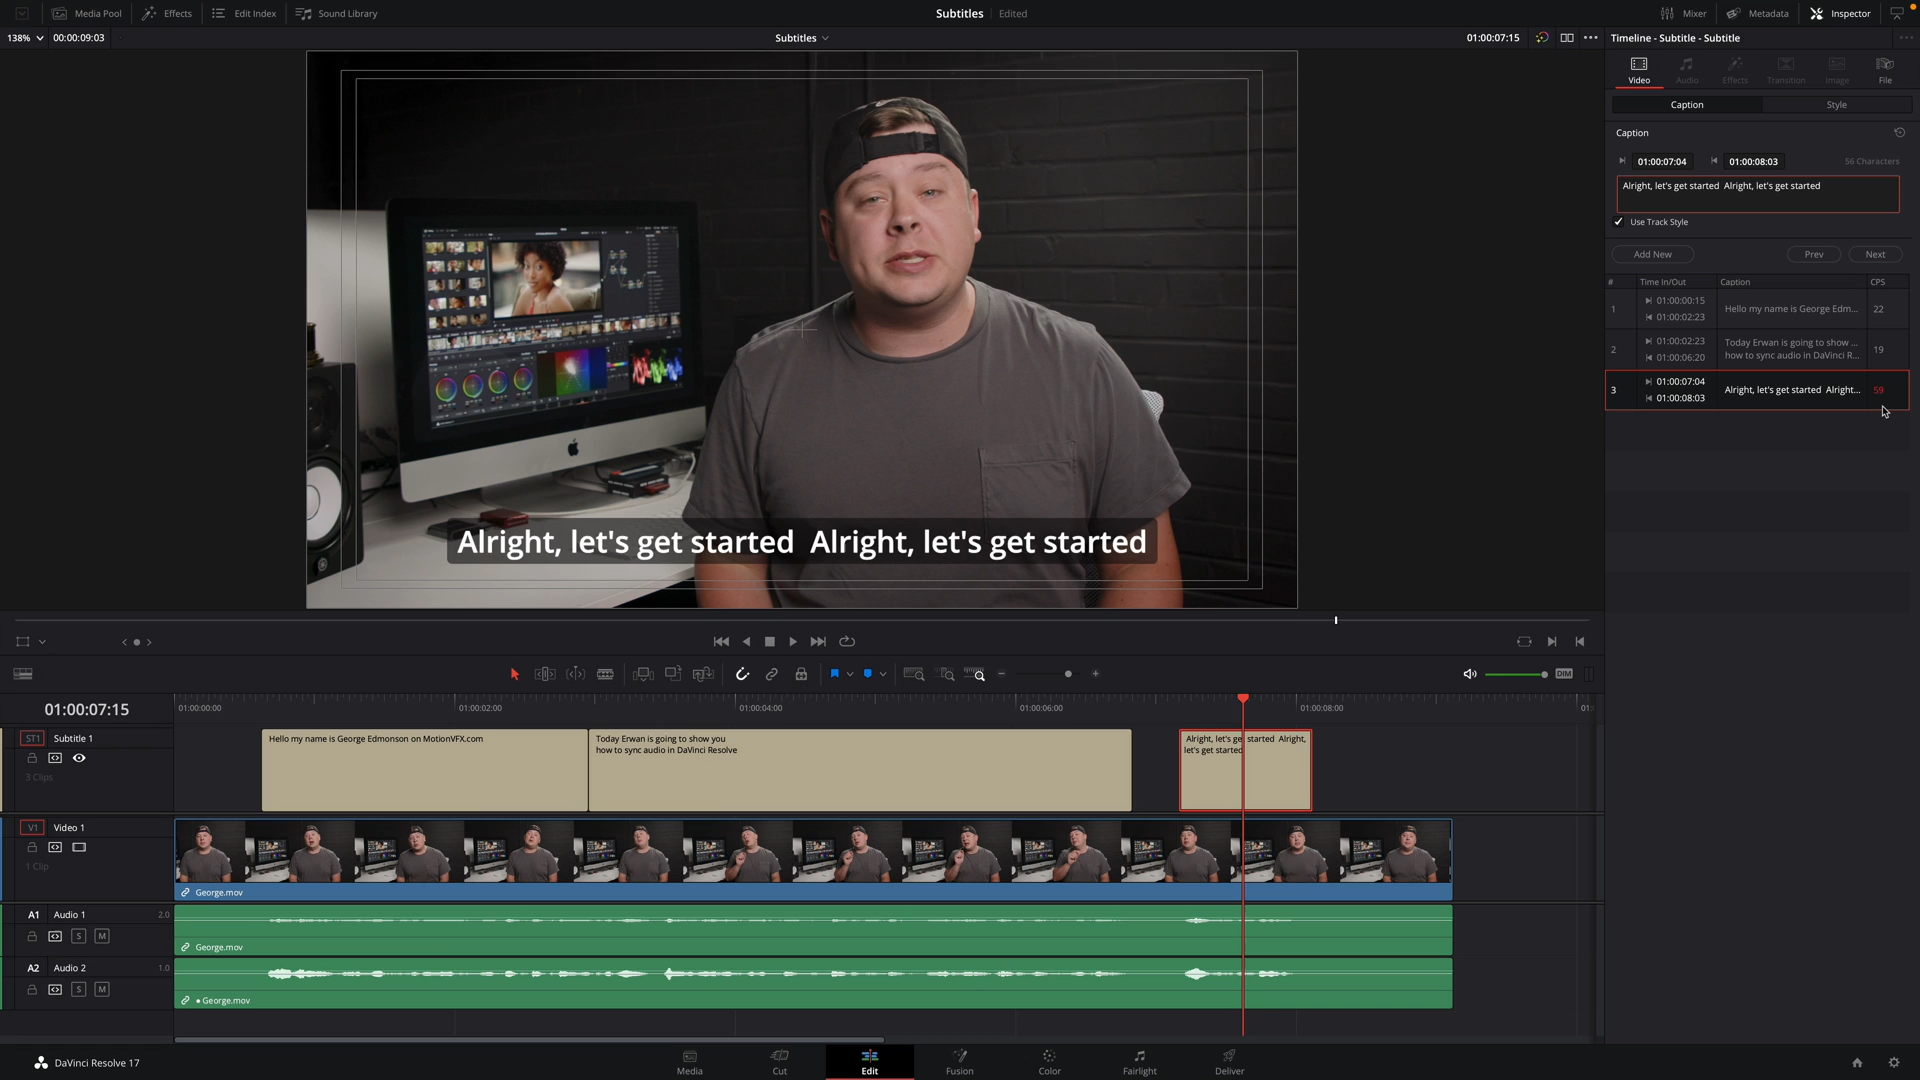 Media Pool
Effects
Edit Index
Sound Library
Subtitles
Edited
Mixer
Metadata
Inspector
138%
00:00:09:03
Subtitles
01:00:07:15
Timeline - Subtitle - Subtitle
Video
Audio
Effects
Transition
Image
File
Caption
Style
Caption
01:00:07:04
01:00:08:03
56 Characters
Alright, let's get started  Alright, let's get started
Use Track Style
Add New
Prev
Next
#
Time In/Out
Caption
CPS
1
01:00:00:15
01:00:02:23
Hello my name is George Edm...
22
2
01:00:02:23
01:00:06:20
Today Erwan is going to show ...
how to sync audio in DaVinci R...
19
3
01:00:07:04
01:00:08:03
Alright, let's get started  Alright...
59
Alright, let's get started  Alright, let's get started
DIM
01:00:07:15
01:00:00:00
01:00:02:00
01:00:04:00
01:00:06:00
01:00:08:00
ST1
Subtitle 1
3 Clips
Hello my name is George Edmonson on MotionVFX.com
Today Erwan is going to show you
how to sync audio in DaVinci Resolve
Alright, let's get started  Alright,
let's get started
V1
Video 1
1 Clip
George.mov
A1
Audio 1
2.0
S
M
George.mov
A2
Audio 2
1.0
S
M
• George.mov
DaVinci Resolve 17
Media
Cut
Edit
Fusion
Color
Fairlight
Deliver